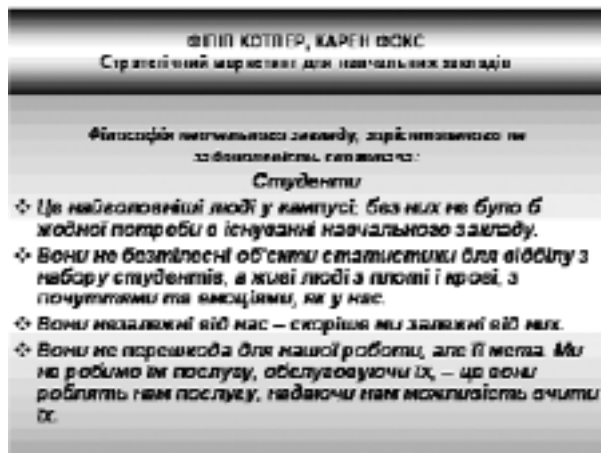 ФІЛІП КОТЛЕР, КАРЕН ФОКС
Стратегічний маркетинг для навчальних закладів
Філософія навчального закладу, зорієнтованого на
задоволеність споживача:
Студенти
❖ Це найголовніші люди у кампусі: без них не було б
жодної потреби в існуванні навчального закладу.
❖ Вони не безтілесні об'єкти статистики для відділу з
набору студентів, а живі люди з плоті і крові, з
почуттями та емоціями, як у нас.
❖ Вони незалежні від нас – скоріше ми залежні від них.
❖ Вони не перешкода для нашої роботи, але її мета. Ми
не робимо їм послугу, обслуговуючи їх, – це вони
роблять нам послугу, надаючи нам можливість вчити
їх.